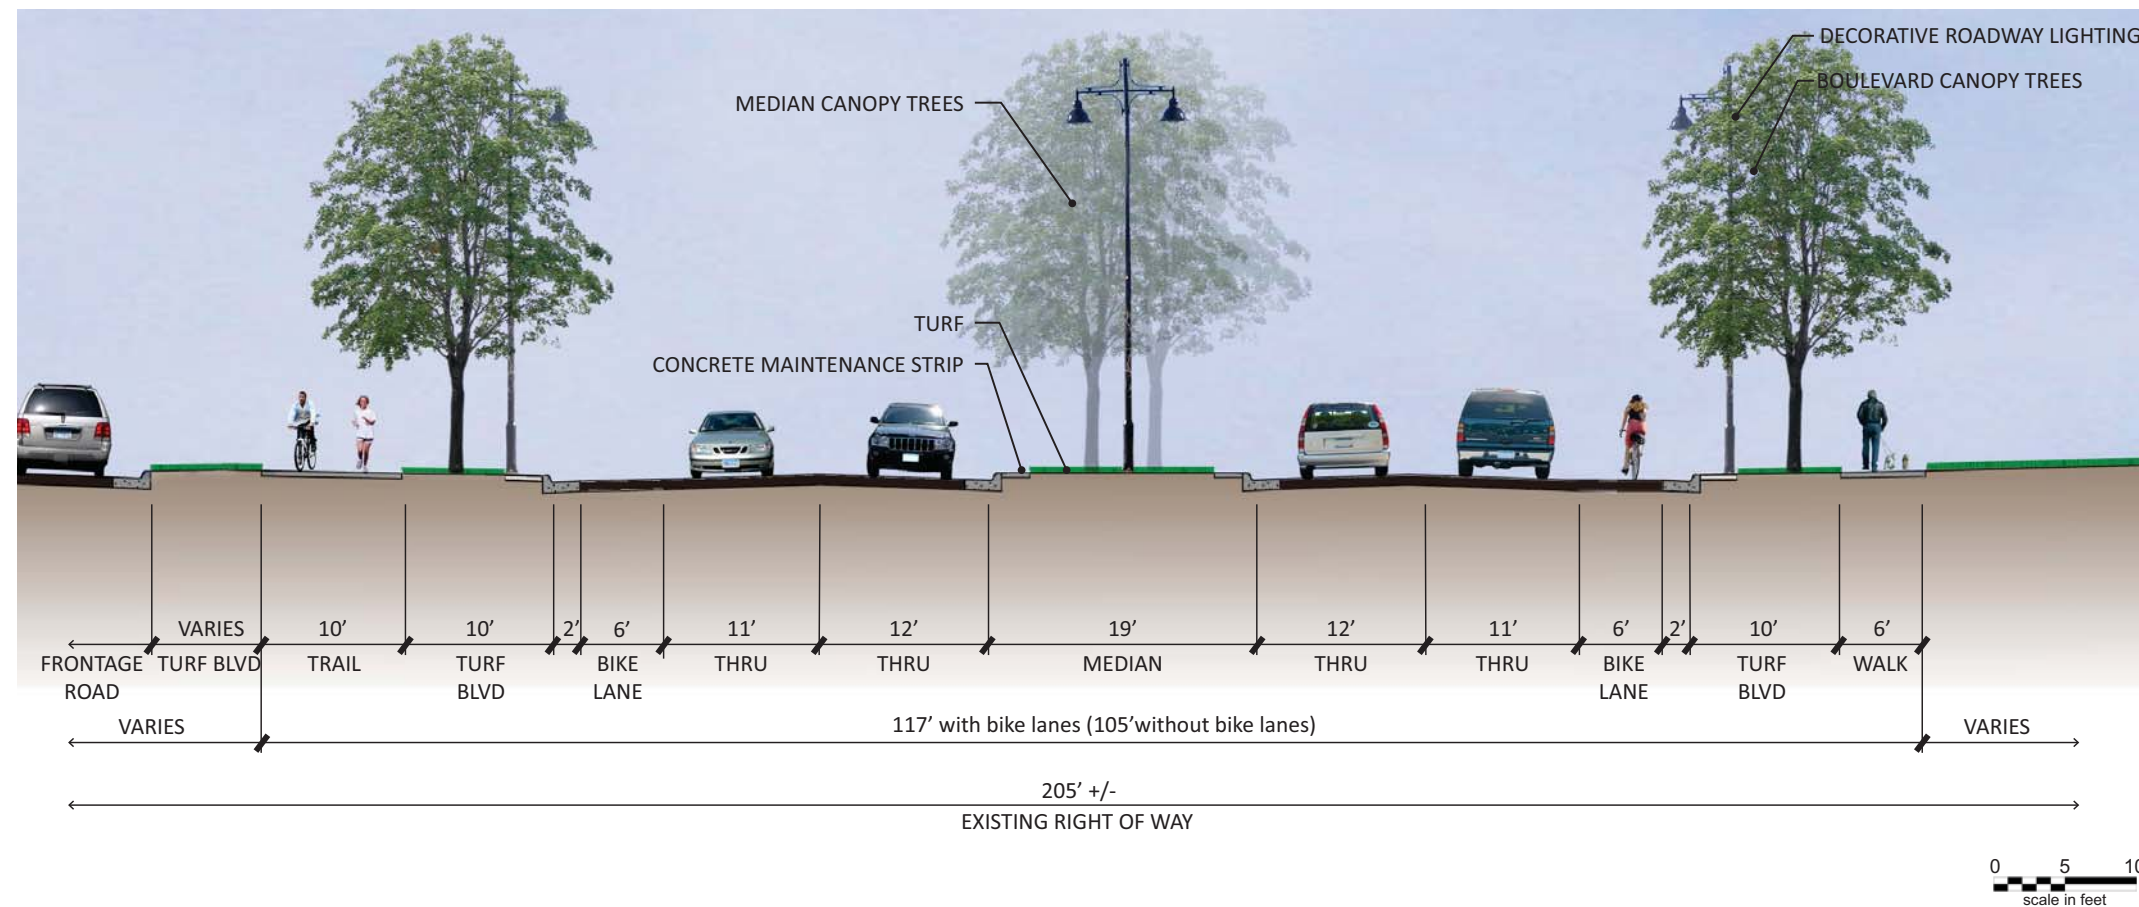 DECORATIVE ROADWAY LIGHTING
BOULEVARD CANOPY TREES
MEDIAN CANOPY TREES
TURF
CONCRETE MAINTENANCE STRIP
VARIES 10’ 10’ 2’ 6’ 11’ 12’ 19’ 12’ 11’ 6’ 2’ 10’ 6’
FRONTAGE TURF BLVD TRAIL TURF BIKE THRU THRU MEDIAN THRU THRU BIKE TURF WALK
ROAD BLVD LANE LANE BLVD
VARIES 117’ with bike lanes (105’without bike lanes) VARIES
205’ +/-
EXISTING RIGHT OF WAY
0 5 10
scale in feet